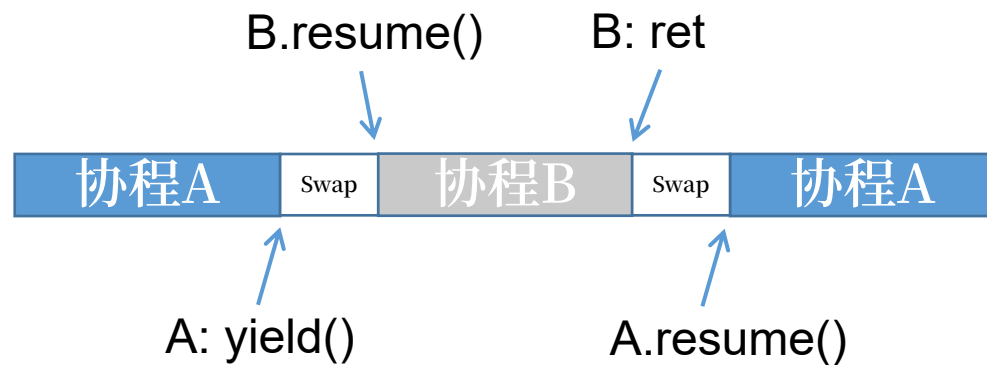 B.resume()
B: ret
协程A
Swap
协程B
Swap
协程A
A: yield()
A.resume()